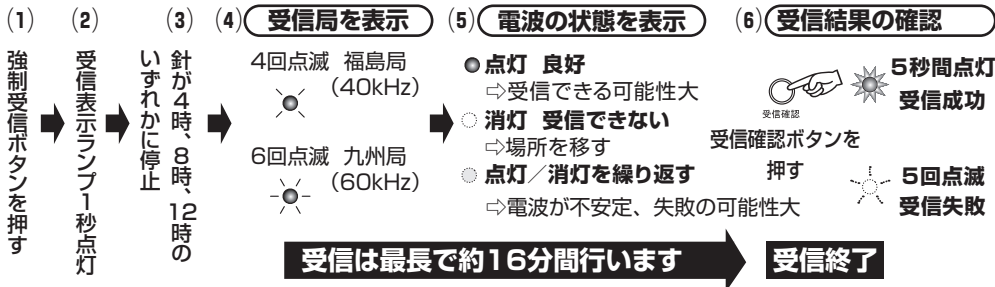 (1)
強制受信ボタンを押す
(2)
受信表示ランプ1秒点灯
(3)
針が4時、8時、12時の
いずれかに停止
(4) 受信局を表示
4回点滅 福島局
(40kHz)
6回点滅 九州局
(60kHz)
(5) 電波の状態を表示
点灯 良好
⇨受信できる可能性大
消灯 受信できない
⇨場所を移す
点灯/消灯を繰り返す
⇨電波が不安定、失敗の可能性大
(6) 受信結果の確認
受信確認
受信確認ボタンを
押す
5秒間点灯
受信成功
5回点滅
受信失敗
受信は最長で約16分間行います
受信終了